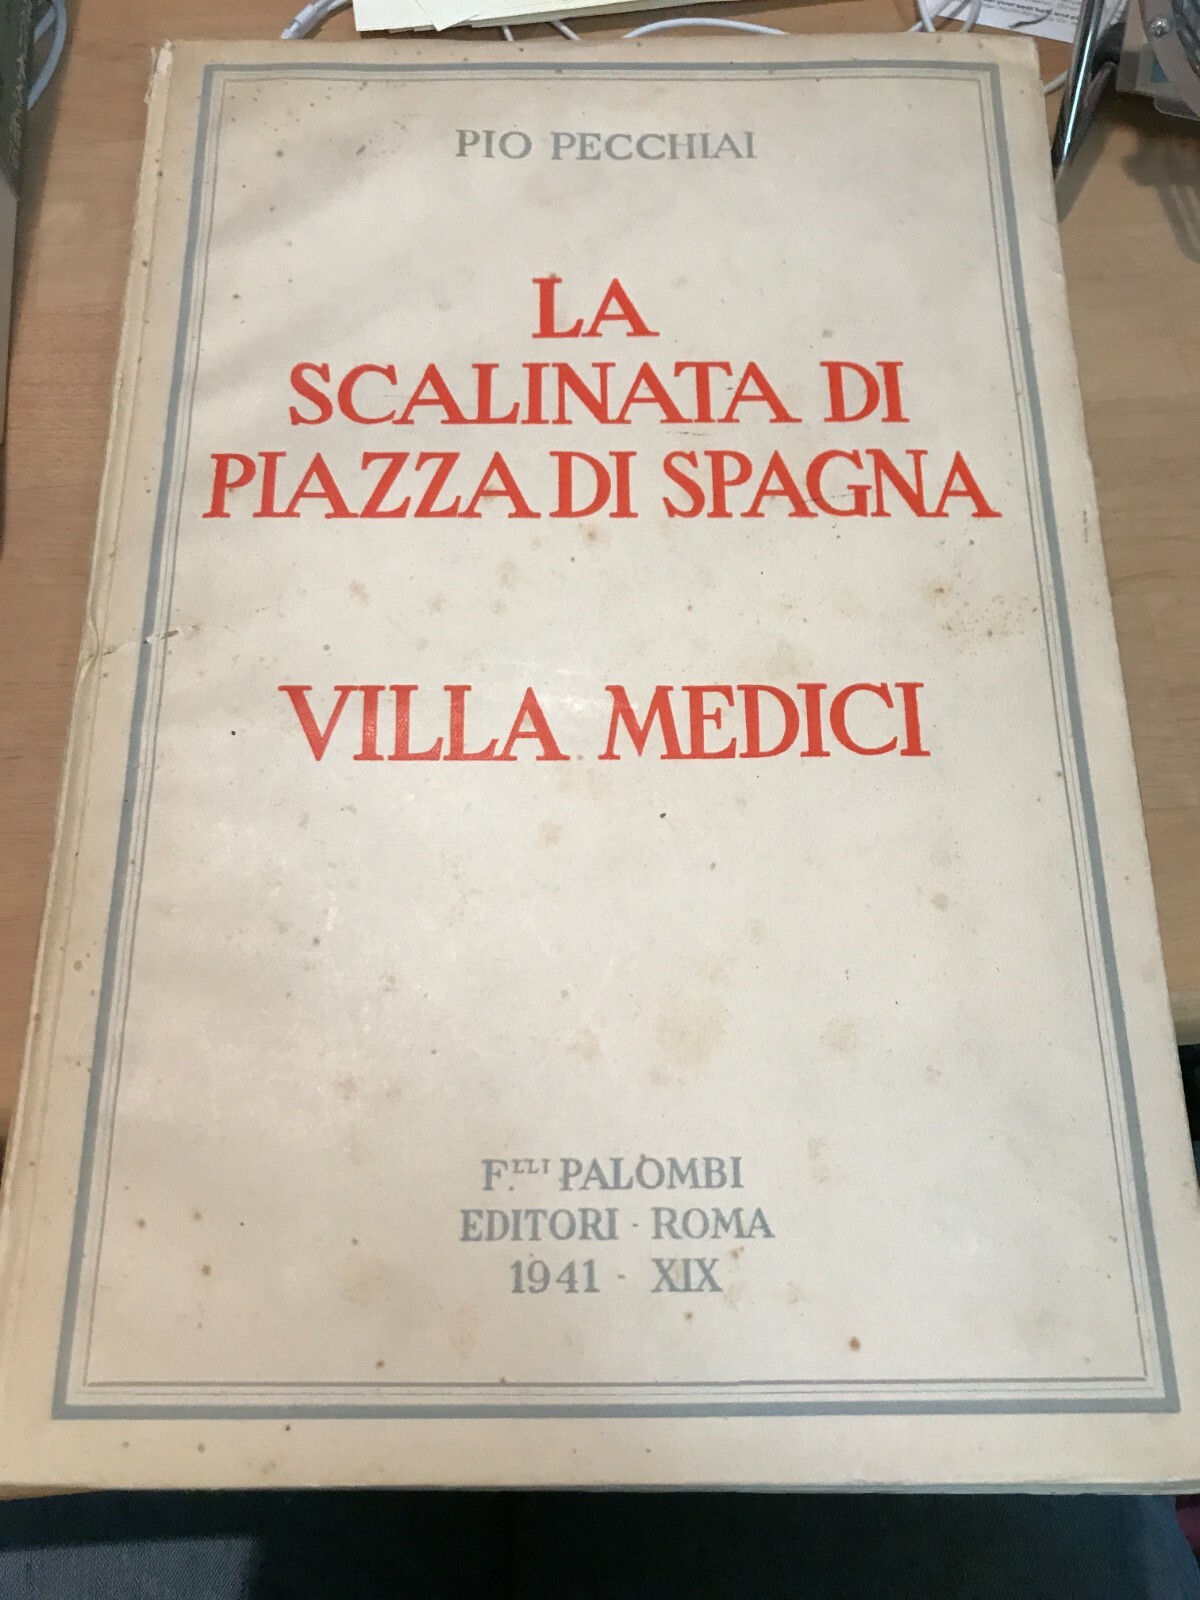 PIO PECCHIAI
LA
SCALINATA DI
PIAZZA DI SPAGNA
VILLA MEDICI
F.LLI PALOMBI
EDITORI · ROMA
1941 · XIX